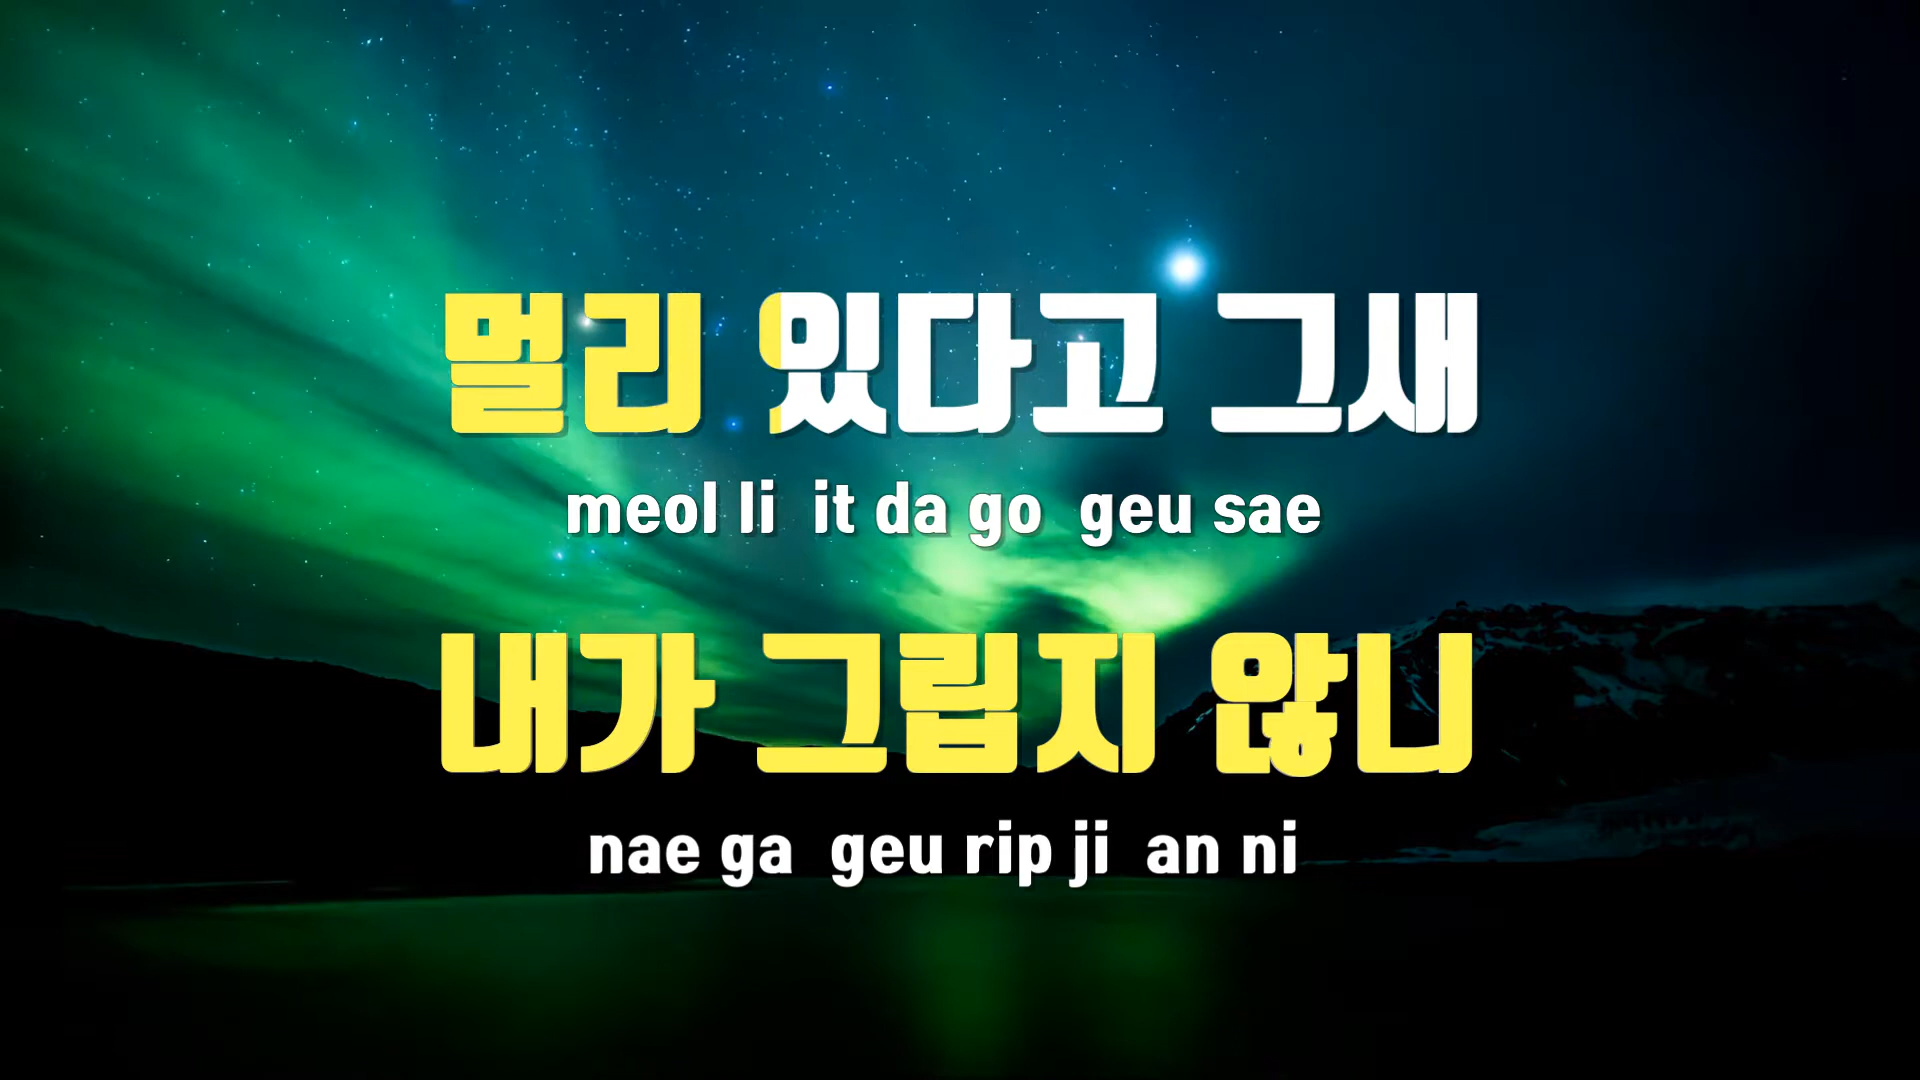 멀리 있다고 그새
meol li it da go geu sae
내가 그립지 않니
nae ga geu rip ji an ni